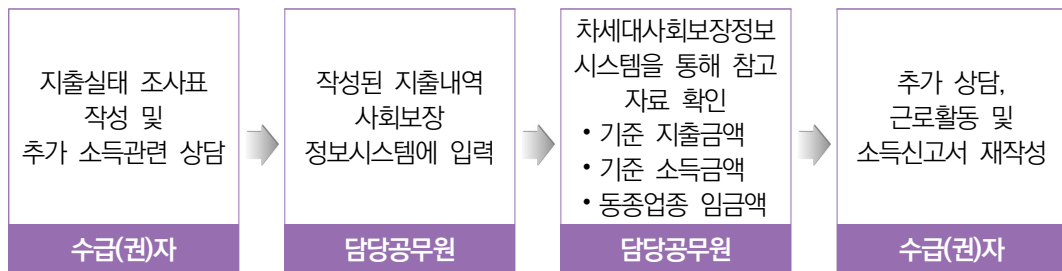 지출실태 조사표
작성 및
추가 소득관련 상담
수급(권)자
작성된 지출내역
사회보장
정보시스템에 입력
담당공무원
차세대사회보장정보
시스템을 통해 참고
자료 확인
• 기준 지출금액
• 기준 소득금액
• 동종업종 임금액
담당공무원
추가 상담,
근로활동 및
소득신고서 재작성
수급(권)자